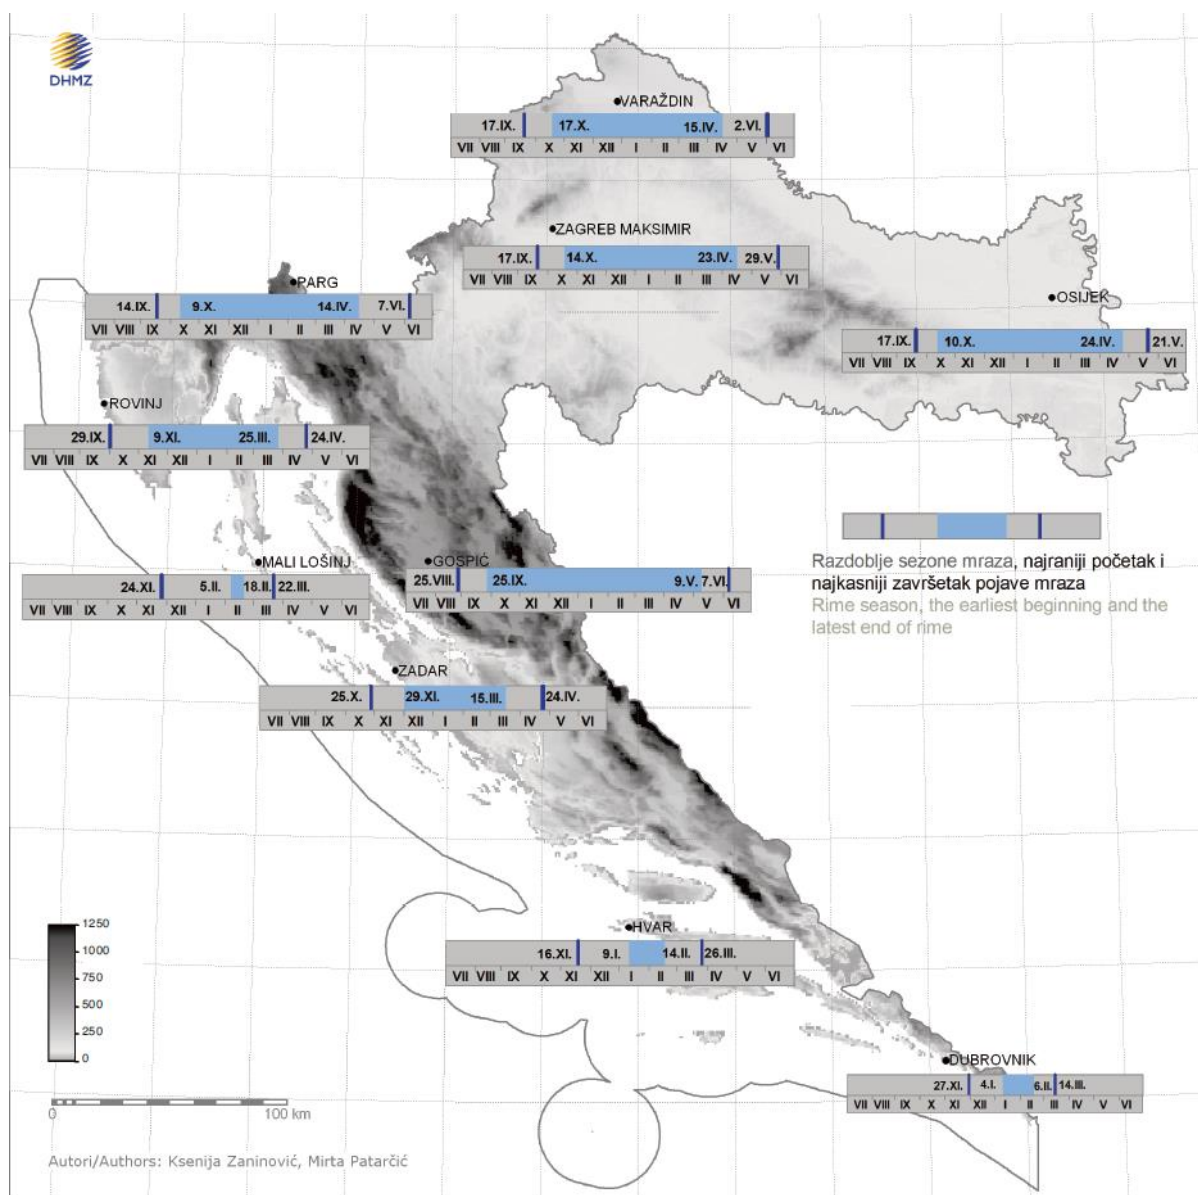 DHMZ
VARAŽDIN
17.IX. 17.X. 15.IV. 2.VI.
VII VIII IX X XI XII I II III IV V VI
ZAGREB MAKSIMIR
17.IX. 14.X. 23.IV. 29.V.
VII VIII IX X XI XII I II III IV V VI
PARG
14.IX. 9.X. 14.IV. 7.VI.
VII VIII IX X XI XII I II III IV V VI
OSIJEK
17.IX. 10.X. 24.IV. 21.V.
VII VIII IX X XI XII I II III IV V VI
ROVINJ
29.IX. 9.XI. 25.III. 24.IV.
VII VIII IX X XI XII I II III IV V VI
Razdoblje sezone mraza, najraniji početak i
najkasniji završetak pojave mraza
Rime season, the earliest beginning and the
latest end of rime
MALI LOŠINJ
24.XI. 5.II. 18.II. 22.III.
VII VIII IX X XI XII I II III IV V VI
GOSPIĆ
25.VIII. 25.IX. 9.V. 7.VI.
VII VIII IX X XI XII I II III IV V VI
ZADAR
25.X. 29.XI. 15.III. 24.IV.
VII VIII IX X XI XII I II III IV V VI
HVAR
16.XI. 9.I. 14.II. 26.III.
VII VIII IX X XI XII I II III IV V VI
1250
1000
750
500
250
0
DUBROVNIK
27.XI. 4.I. 6.II. 14.III.
VII VIII IX X XI XII I II III IV V VI
0 100 km
Autori/Authors: Ksenija Zaninović, Mirta Patarčić